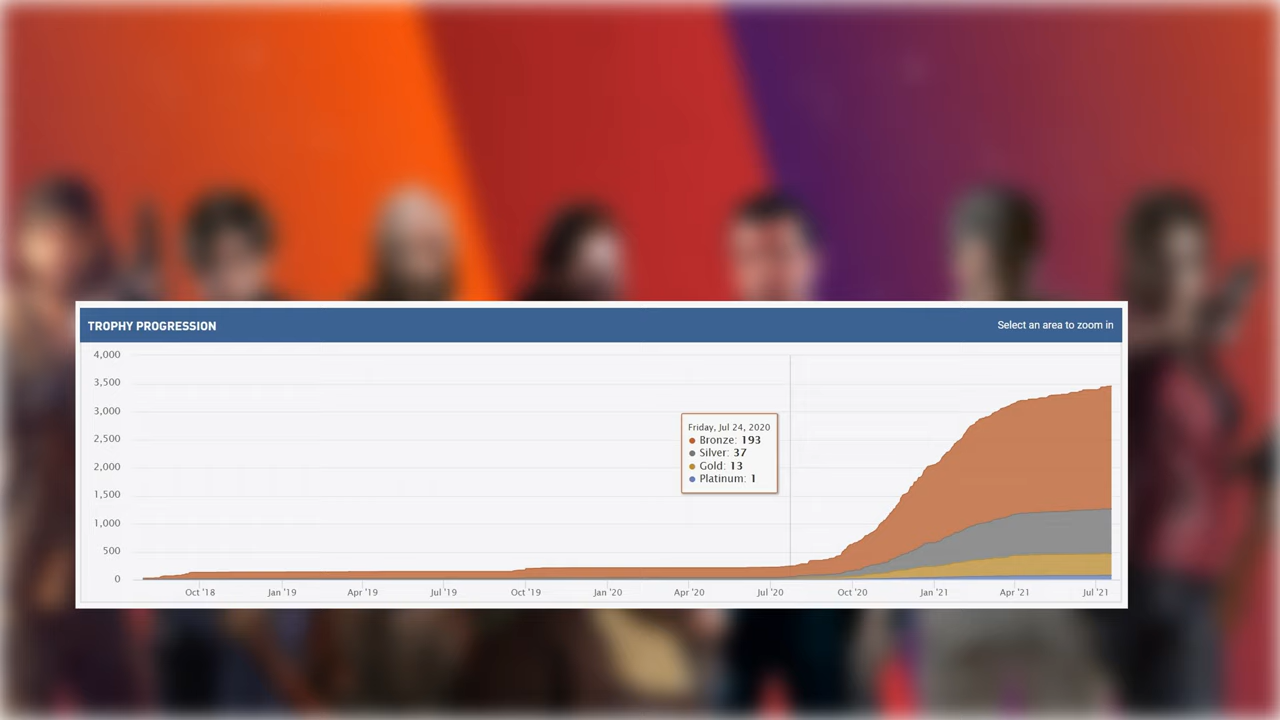 TROPHY PROGRESSION
Select an area to zoom in
4,000
3,500
3,000
2,500
2,000
1,500
1,000
500
0
Friday, Jul 24, 2020
Bronze: 193
Silver: 37
Gold: 13
Platinum: 1
Oct '18 Jan '19 Apr '19 Jul '19 Oct '19 Jan '20 Apr '20 Jul '20 Oct '20 Jan '21 Apr '21 Jul '21